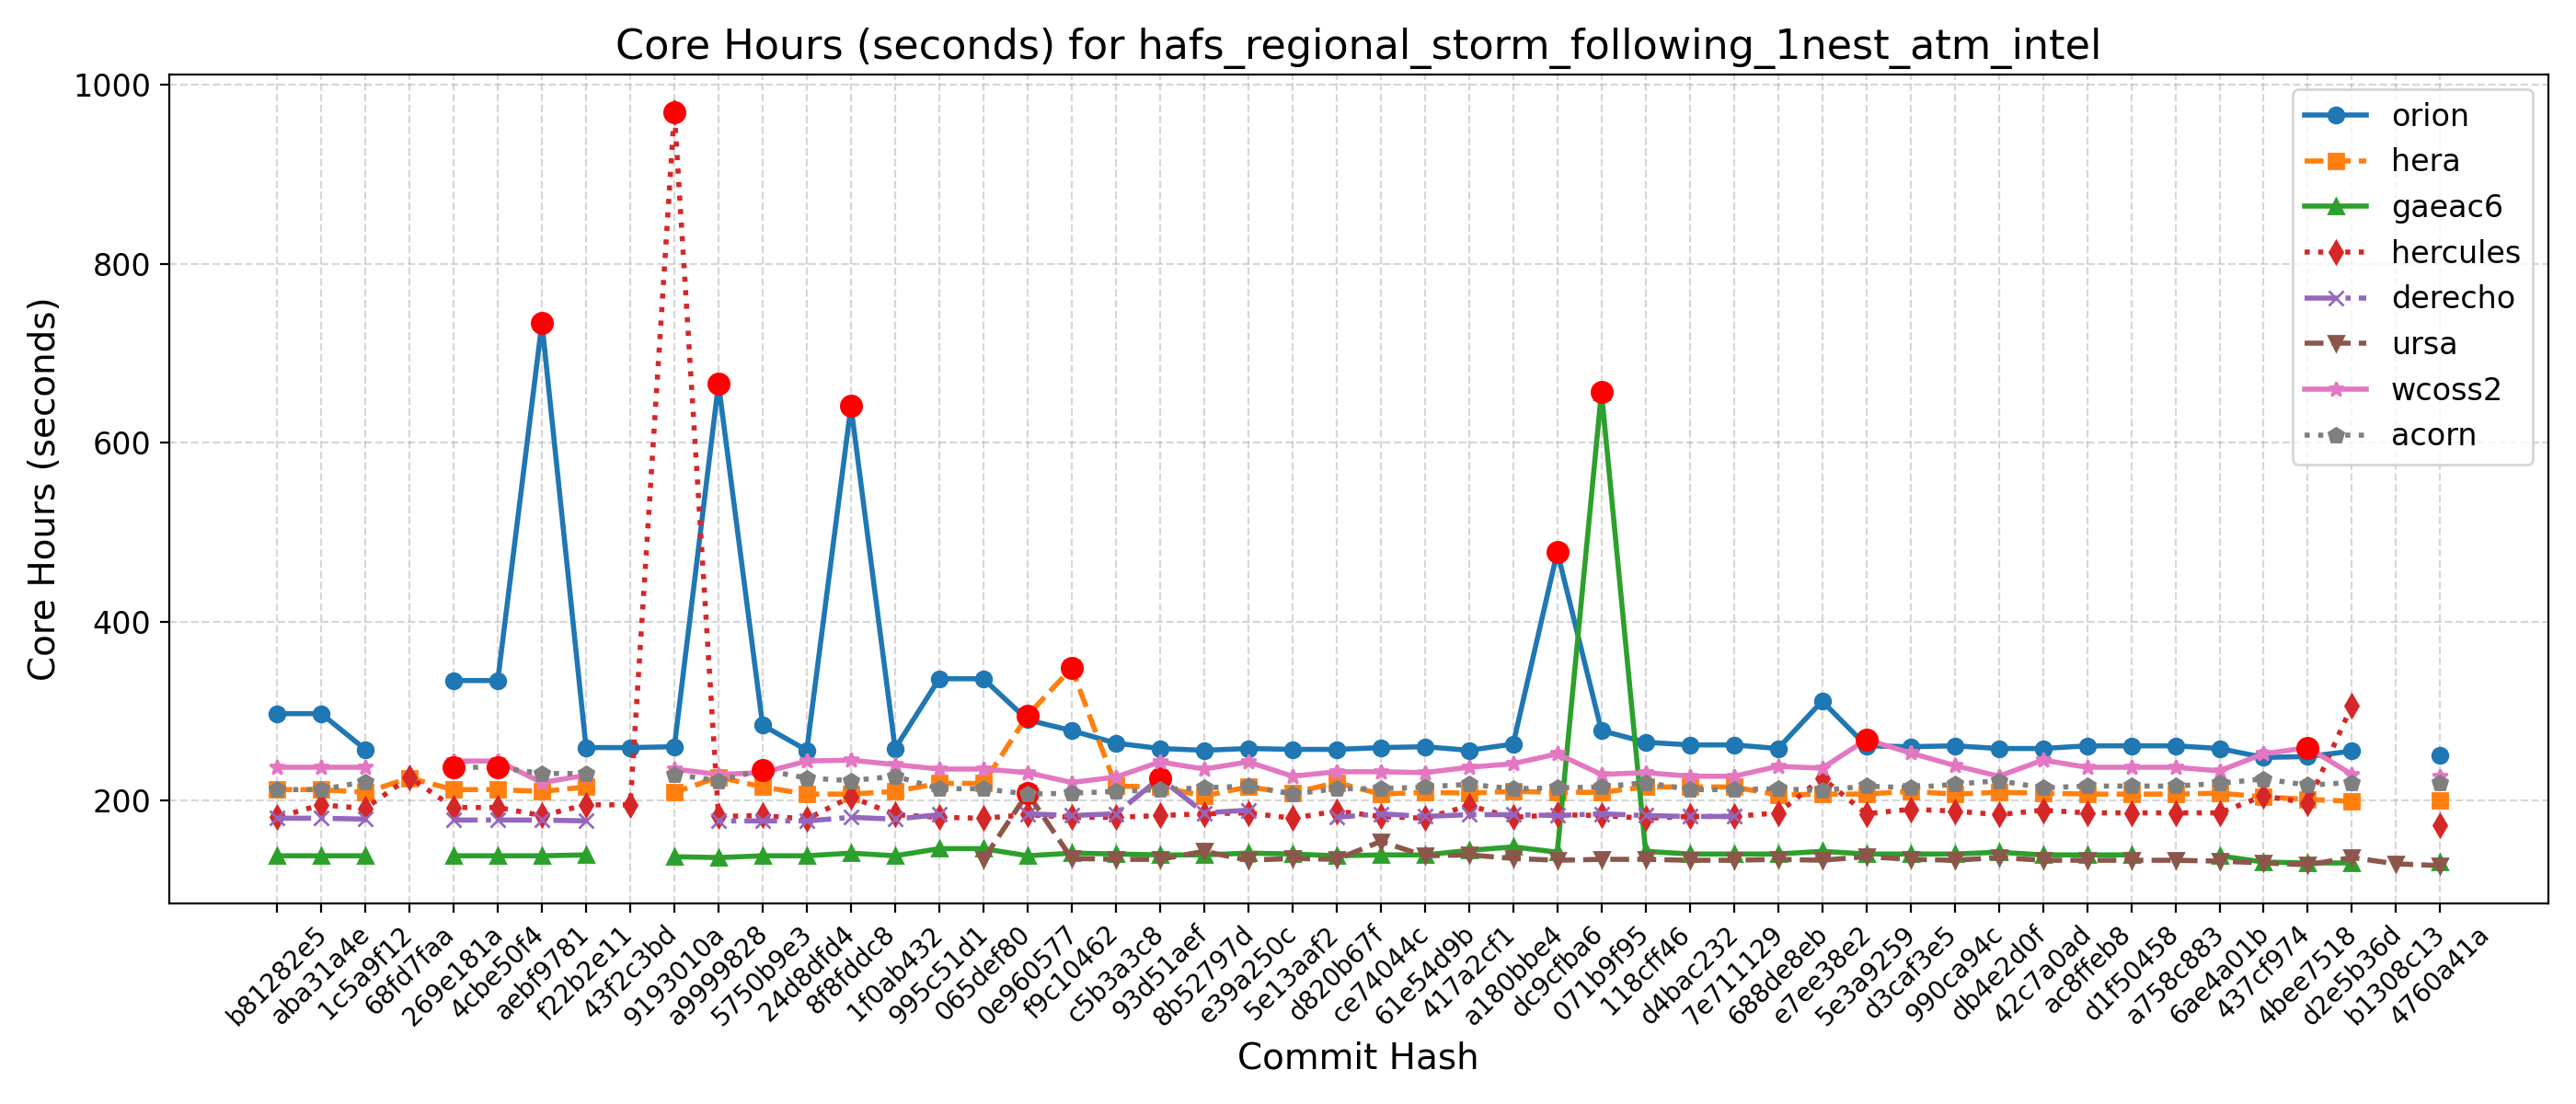 Core Hours (seconds) for hafs_regional_storm_following_1nest_atm_intel
Core Hours (seconds)
1000
800
600
400
200
orion
hera
gaeac6
hercules
derecho
ursa
wcoss2
acorn
b81282e5
aba31a4e
1c5a9f12
68fd7faa
269e181a
4cbe50f4
aebf9781
f22b2e11
43f2c3bd
9193010a
a9999828
5750b9e3
24d8dfd4
8f8fddc8
1f0ab432
995c51d1
065def80
0e960577
f9c10462
c5b3a3c8
93d51aef
8b52797d
e39a250c
5e13aaf2
d820b67f
ce74044c
61e54d9b
417a2cf1
a180bbe4
dc9cfba6
071b9f95
118cff46
d4bac232
7e711129
688de8eb
e7ee38e2
5e3a9259
d3caf3e5
990ca94c
db4e2d0f
42c7a0ad
ac8ffeb8
d1f50458
a758c883
6ae4a01b
437cf974
4bee7518
d2e5b36d
b1308c13
4760a41a
Commit Hash